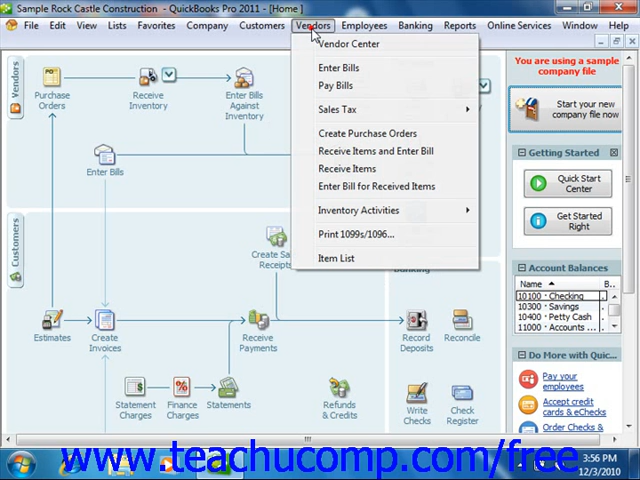 Sample Rock Castle Construction - QuickBooks Pro 2011 - [Home ]
File Edit View Lists Favorites Company Customers Vendors Employees Banking Reports Online Services Window Help
Vendors
Purchase Orders
Receive Inventory
Enter Bills Against Inventory
Enter Bills
Vendor Center
Enter Bills
Pay Bills
Sales Tax
Create Purchase Orders
Receive Items and Enter Bill
Receive Items
Enter Bill for Received Items
Inventory Activities
Print 1099s/1096...
Item List
Customers
Create Sales Receipts
Banking
Estimates
Create Invoices
Receive Payments
Record Deposits
Reconcile
Statement Charges
Finance Charges
Statements
Refunds & Credits
Write Checks
Check Register
You are using a sample company file
Start your new company file now
Getting Started
Quick Start Center
Get Started Right
Account Balances
Name B..
10100 · Checking
10300 · Savings
10400 · Petty Cash
11000 · Accounts ...
Do More with Quic...
Pay your employees
Accept credit cards & eChecks
Order Checks &
www.teachucomp.com/free
3:56 PM
12/3/2010